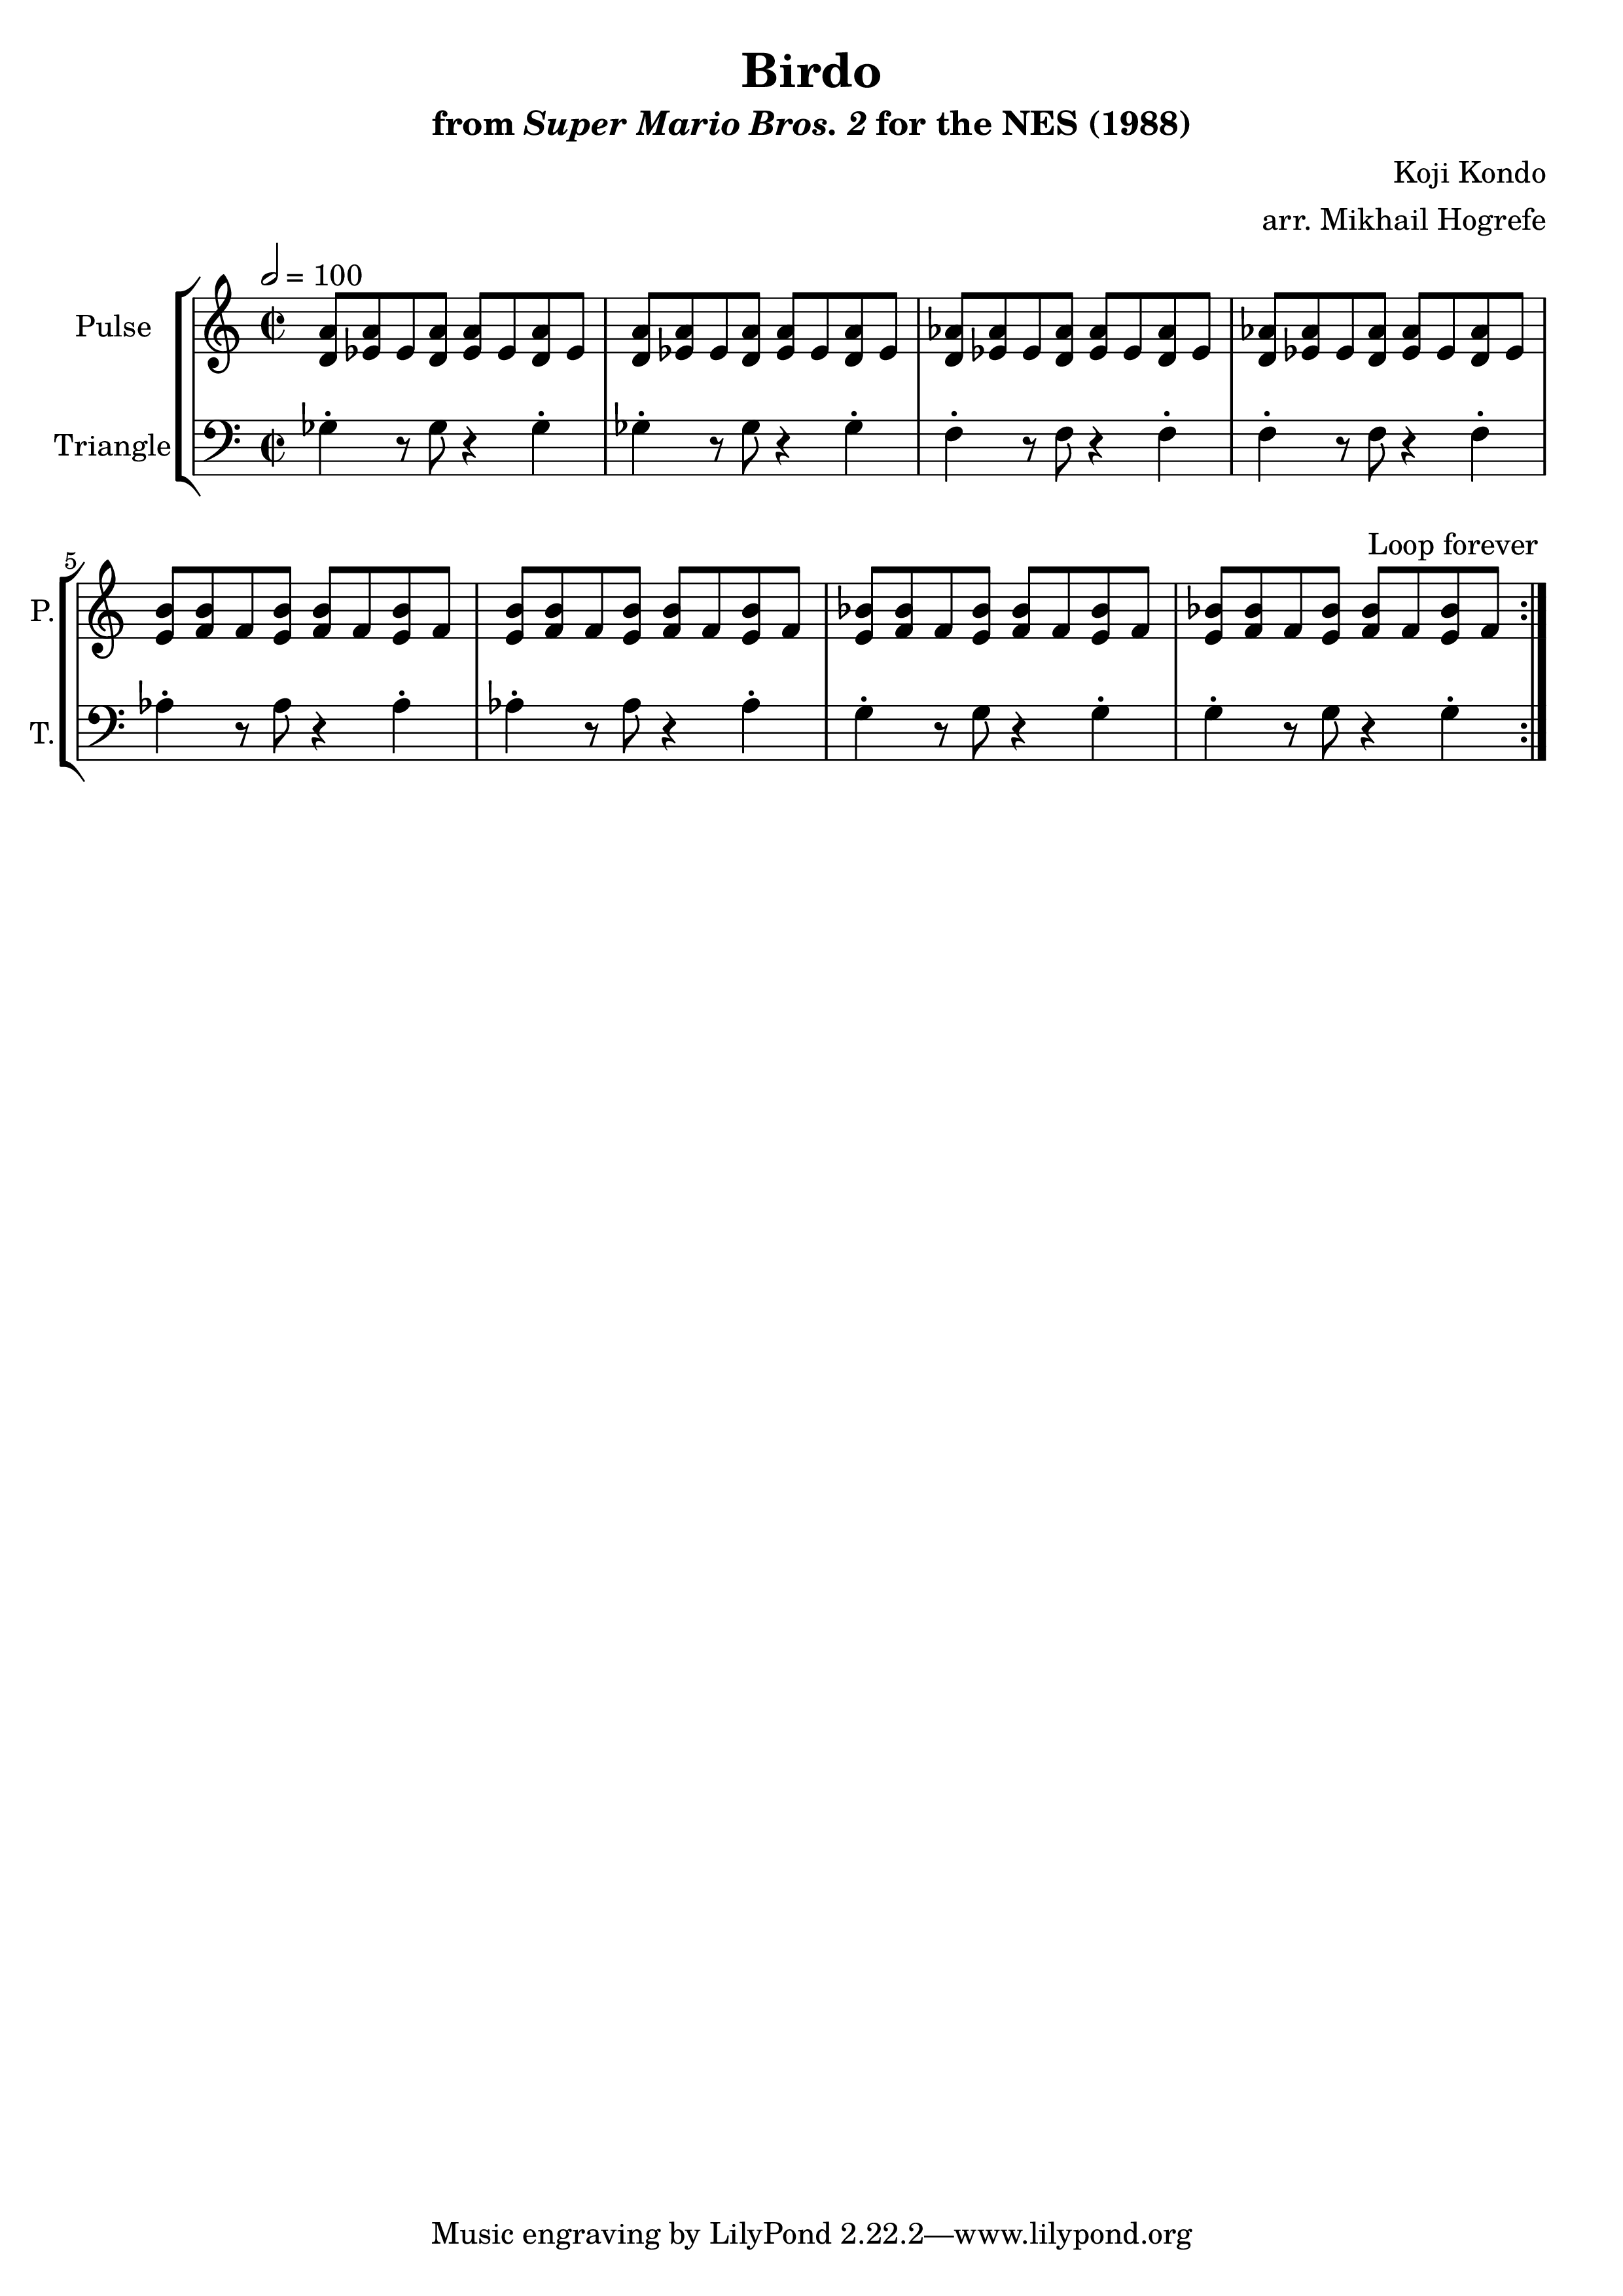 Birdo
from Super Mario Bros. 2 for the NES (1988)
Koji Kondo
arr. Mikhail Hogrefe
= 100
Pulse
Triangle
Loop forever
5
P.
T.
Music engraving by LilyPond 2.22.2—www.lilypond.org